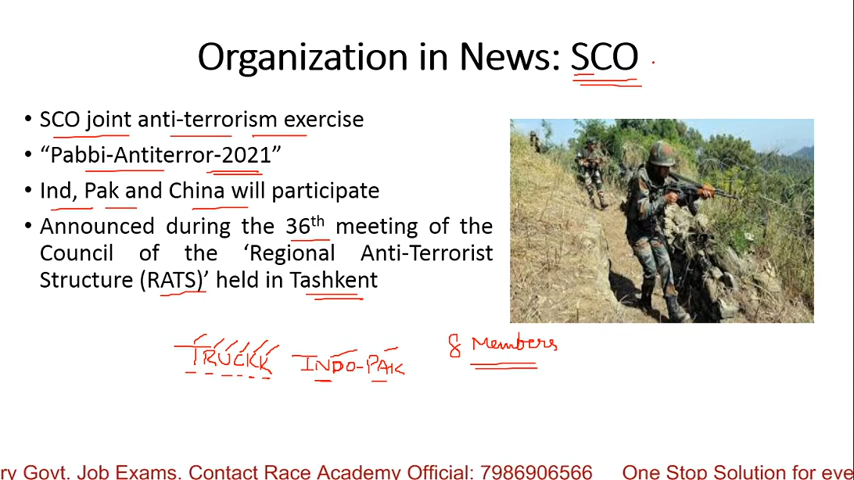 Organization in News: SCO
• SCO joint anti-terrorism exercise
• “Pabbi-Antiterror-2021”
• Ind, Pak and China will participate
• Announced during the 36th meeting of the
Council of the ‘Regional Anti-Terrorist
Structure (RATS)’ held in Tashkent
TRUCKK INDO-PAK 8 Members
ry Govt. Job Exams. Contact Race Academy Official: 7986906566 One Stop Solution for eve